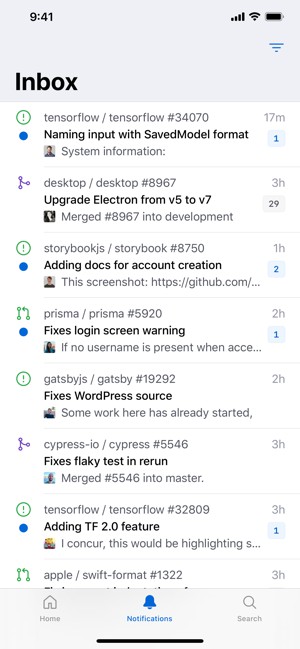 9:41
Inbox
tensorflow / tensorflow #34070 17m
Naming input with SavedModel format 1
System information:
desktop / desktop #8967 3h
Upgrade Electron from v5 to v7 29
Merged #8967 into development
storybookjs / storybook #8750 1h
Adding docs for account creation 2
This screenshot: https://github.com/...
prisma / prisma #5920 2h
Fixes login screen warning 1
If no username is present when acce...
gatsbyjs / gatsby #19292 2h
Fixes WordPress source
Some work here has already started,
cypress-io / cypress #5546 3h
Fixes flaky test in rerun
Merged #5546 into master.
tensorflow / tensorflow #32809 3h
Adding TF 2.0 feature 1
I concur, this would be highlighting s...
apple / swift-format #1322 3h
Home Notifications Search